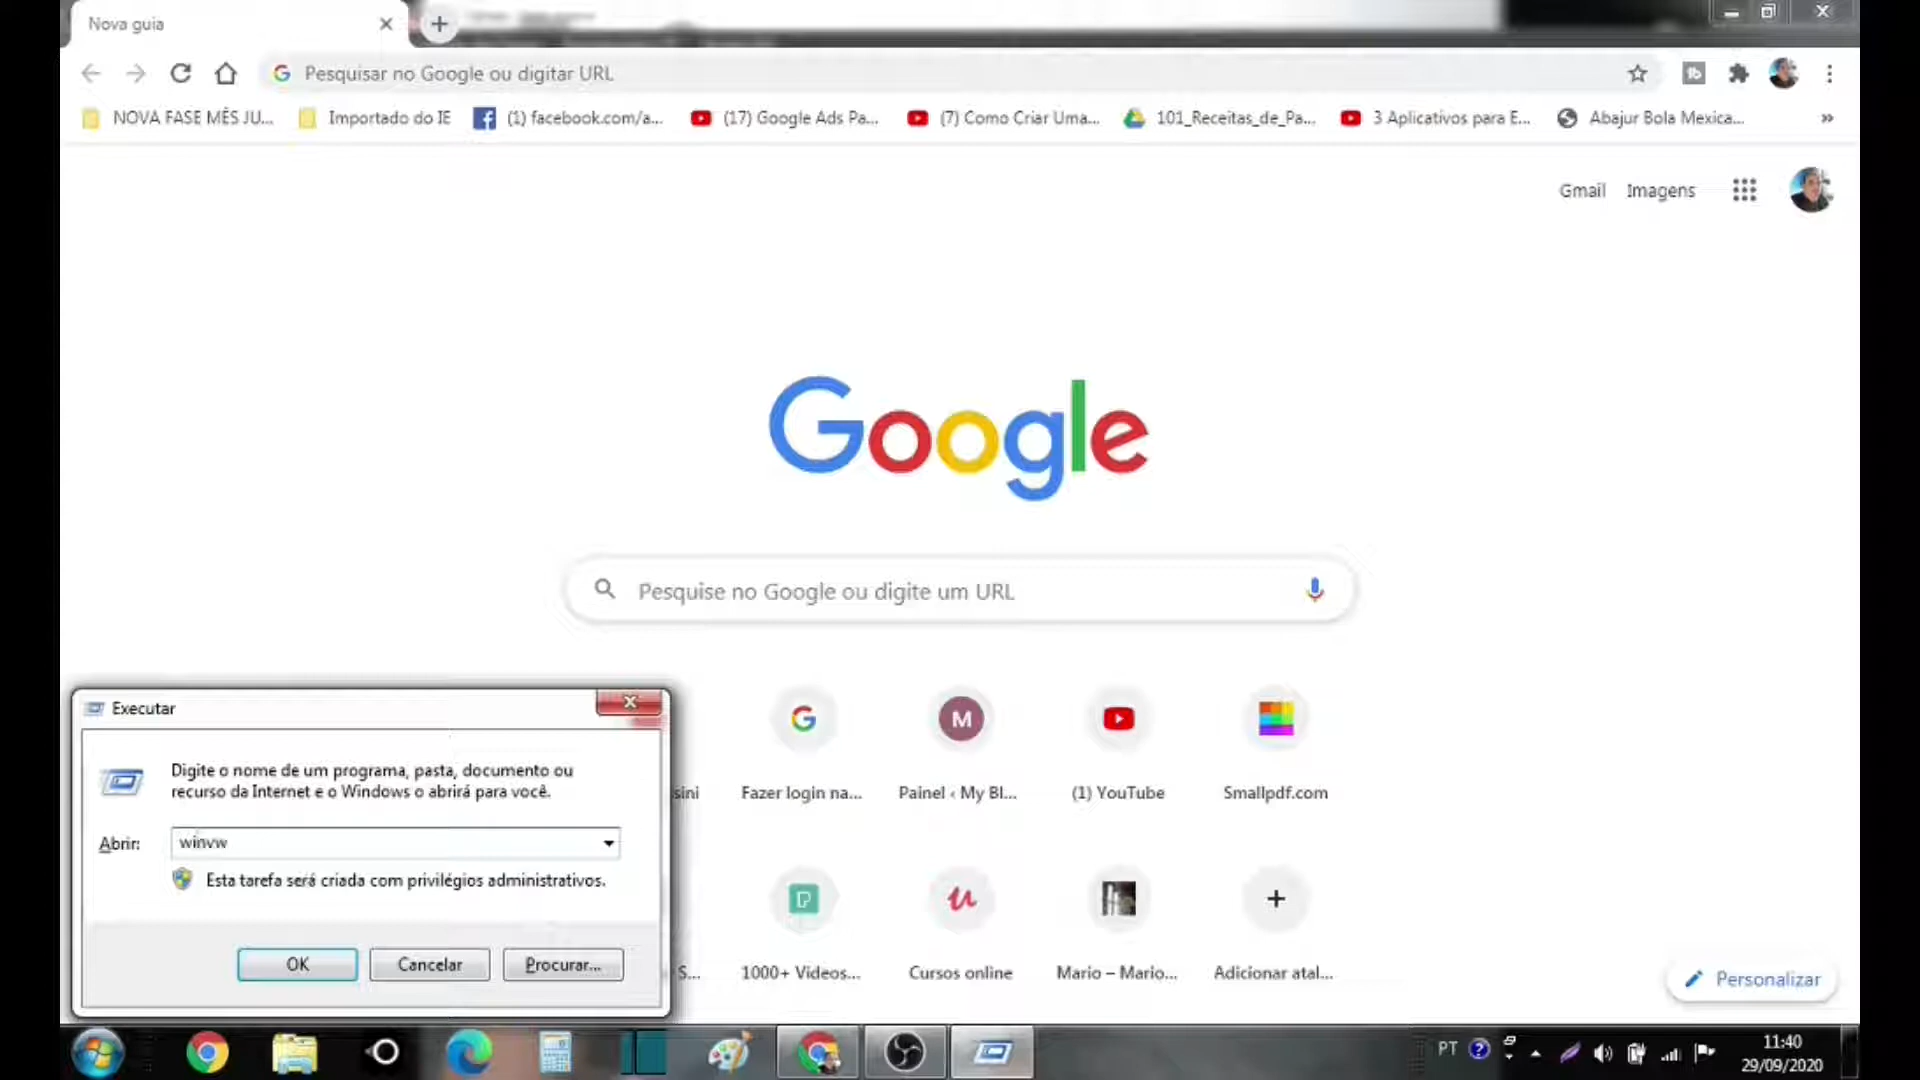 Nova guia
Pesquisar no Google ou digitar URL
NOVA FASE MÊS JU... Importado do IE (1) facebook.com/a... (17) Google Ads Pa... (7) Como Criar Uma... 101_Receitas_de_Pa... 3 Aplicativos para E... Abajur Bola Mexica... »
Gmail Imagens
Google
Pesquise no Google ou digite um URL
M
sini Fazer login na... Painel ‹ My Bl... (1) YouTube Smallpdf.com
S... 1000+ Videos... Cursos online Mario – Mario... Adicionar atal...
Personalizar
Executar
Digite o nome de um programa, pasta, documento ou
recurso da Internet e o Windows o abrirá para você.
Abrir: winvw
Esta tarefa será criada com privilégios administrativos.
OK Cancelar Procurar...
PT 11:40
29/09/2020